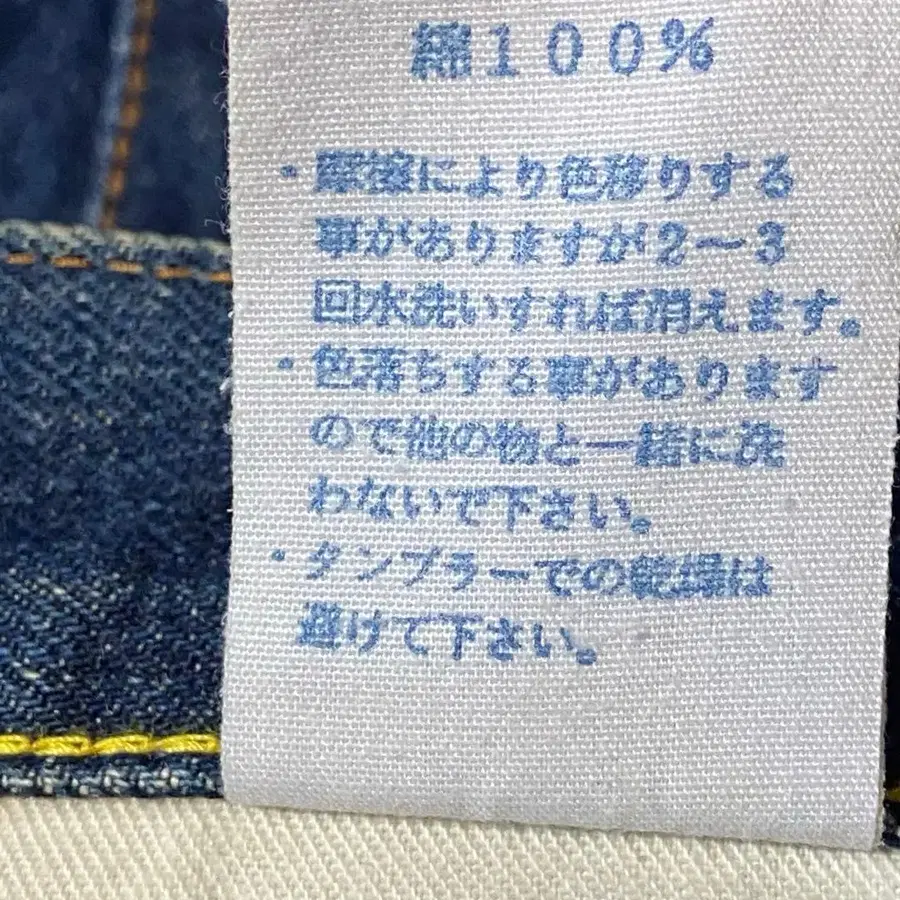 綿100%
・摩擦により色移りする
事がありますが2～3
回水洗いすれば消えます。
・色落ちする事があります
ので他の物と一緒に洗
わないで下さい。
・タンブラーでの乾燥は
避けて下さい。